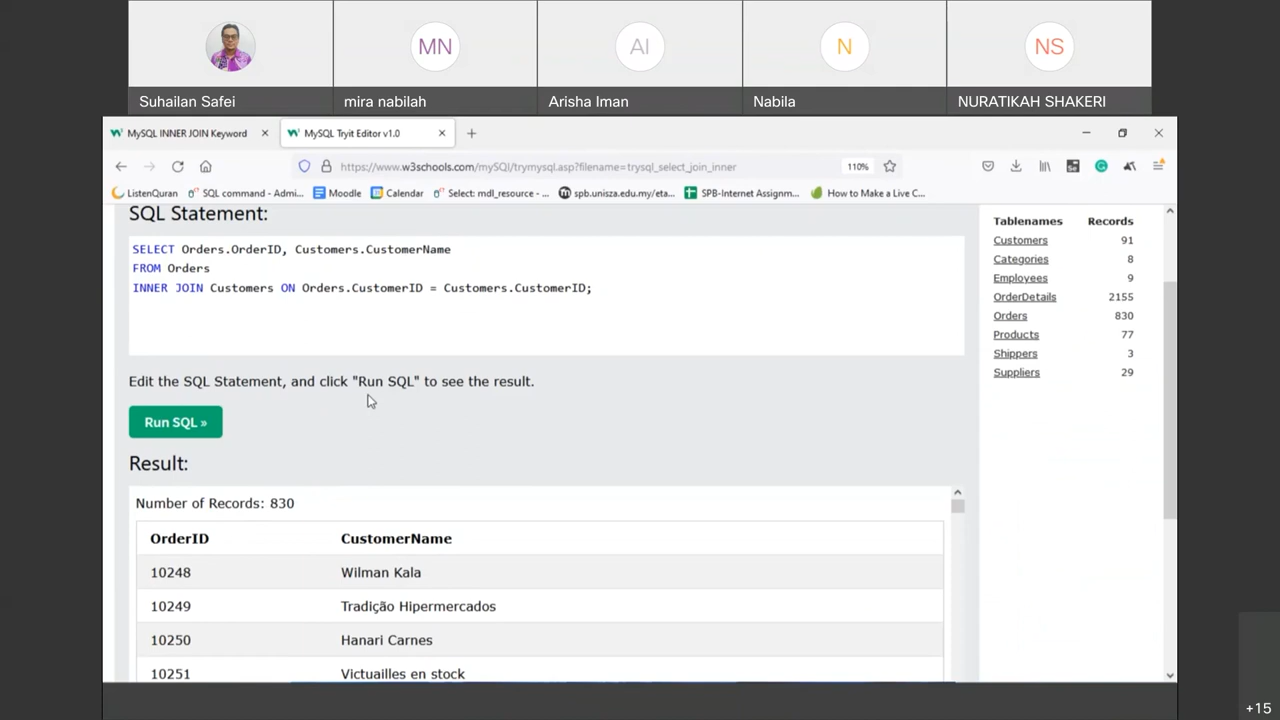 MN
AI
N
NS
Suhailan Safei
mira nabilah
Arisha Iman
Nabila
NURATIKAH SHAKERI
MySQL INNER JOIN Keyword
MySQL Tryit Editor v1.0
https://www.w3schools.com/mySQl/trymysql.asp?filename=trysql_select_join_inner
110%
ListenQuran
SQL command - Admi...
Moodle
Calendar
Select: mdl_resource - ...
spb.unisza.edu.my/eta...
SPB-Internet Assignm...
How to Make a Live C...
SQL Statement:
SELECT Orders.OrderID, Customers.CustomerName
FROM Orders
INNER JOIN Customers ON Orders.CustomerID = Customers.CustomerID;
Edit the SQL Statement, and click "Run SQL" to see the result.
Run SQL »
Result:
Number of Records: 830
OrderID CustomerName
10248 Wilman Kala
10249 Tradição Hipermercados
10250 Hanari Carnes
10251 Victuailles en stock
Tablenames Records
Customers 91
Categories 8
Employees 9
OrderDetails 2155
Orders 830
Products 77
Shippers 3
Suppliers 29
+15